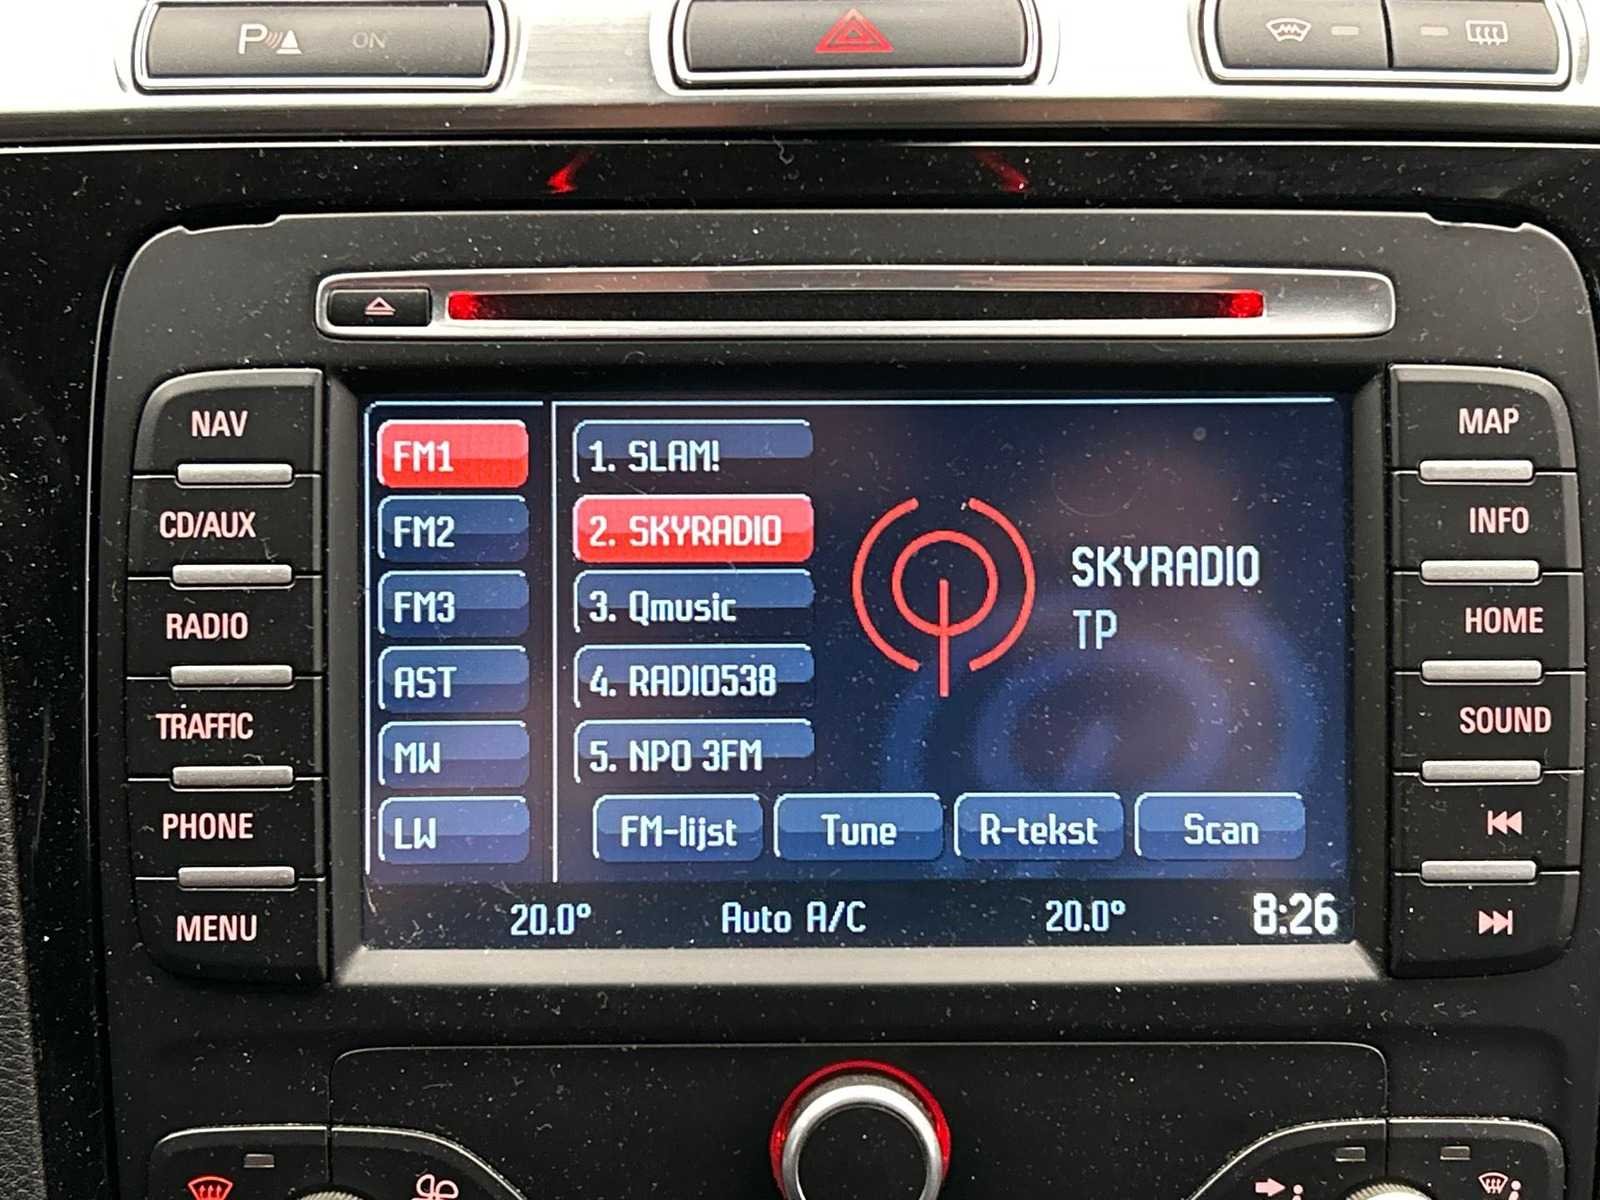 P ON
NAV
CD/AUX
RADIO
TRAFFIC
PHONE
MENU
FM1
FM2
FM3
AST
MW
LW
1. SLAM!
2. SKYRADIO
3. Qmusic
4. RADIO538
5. NPO 3FM
SKYRADIO
TP
FM-lijst Tune R-tekst Scan
20.0° Auto A/C 20.0° 8:26
MAP
INFO
HOME
SOUND